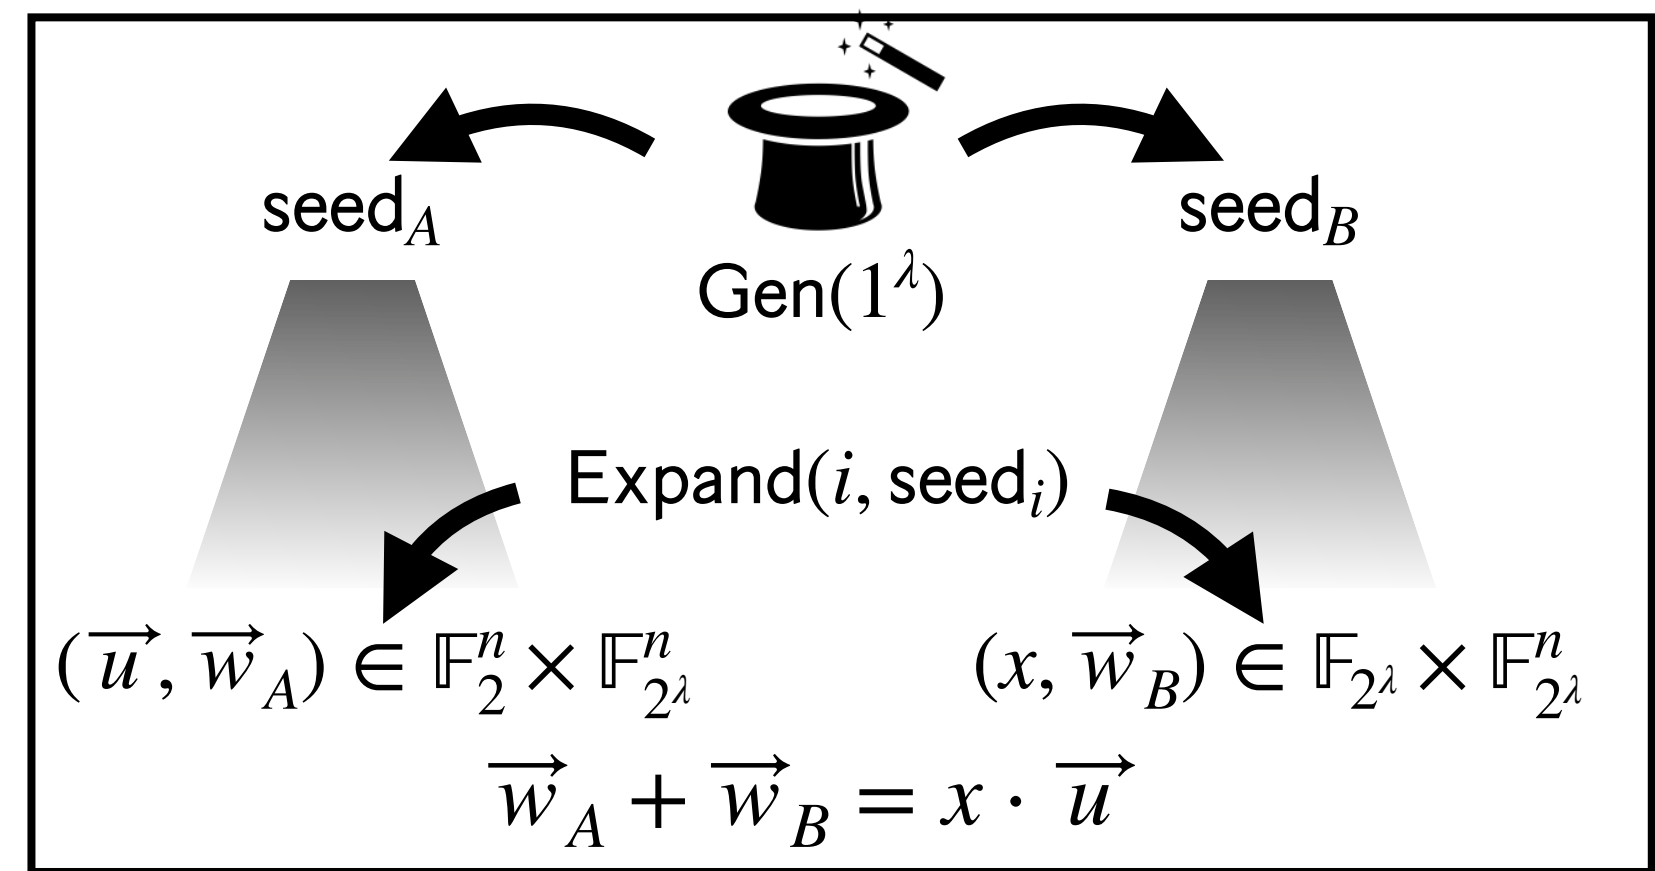 seed_A seed_B
Gen(1^λ)
Expand(i, seed_i)
(u⃗, w⃗_A) ∈ 𝔽_2^n × 𝔽_{2^λ}^n (x, w⃗_B) ∈ 𝔽_{2^λ} × 𝔽_{2^λ}^n
w⃗_A + w⃗_B = x · u⃗